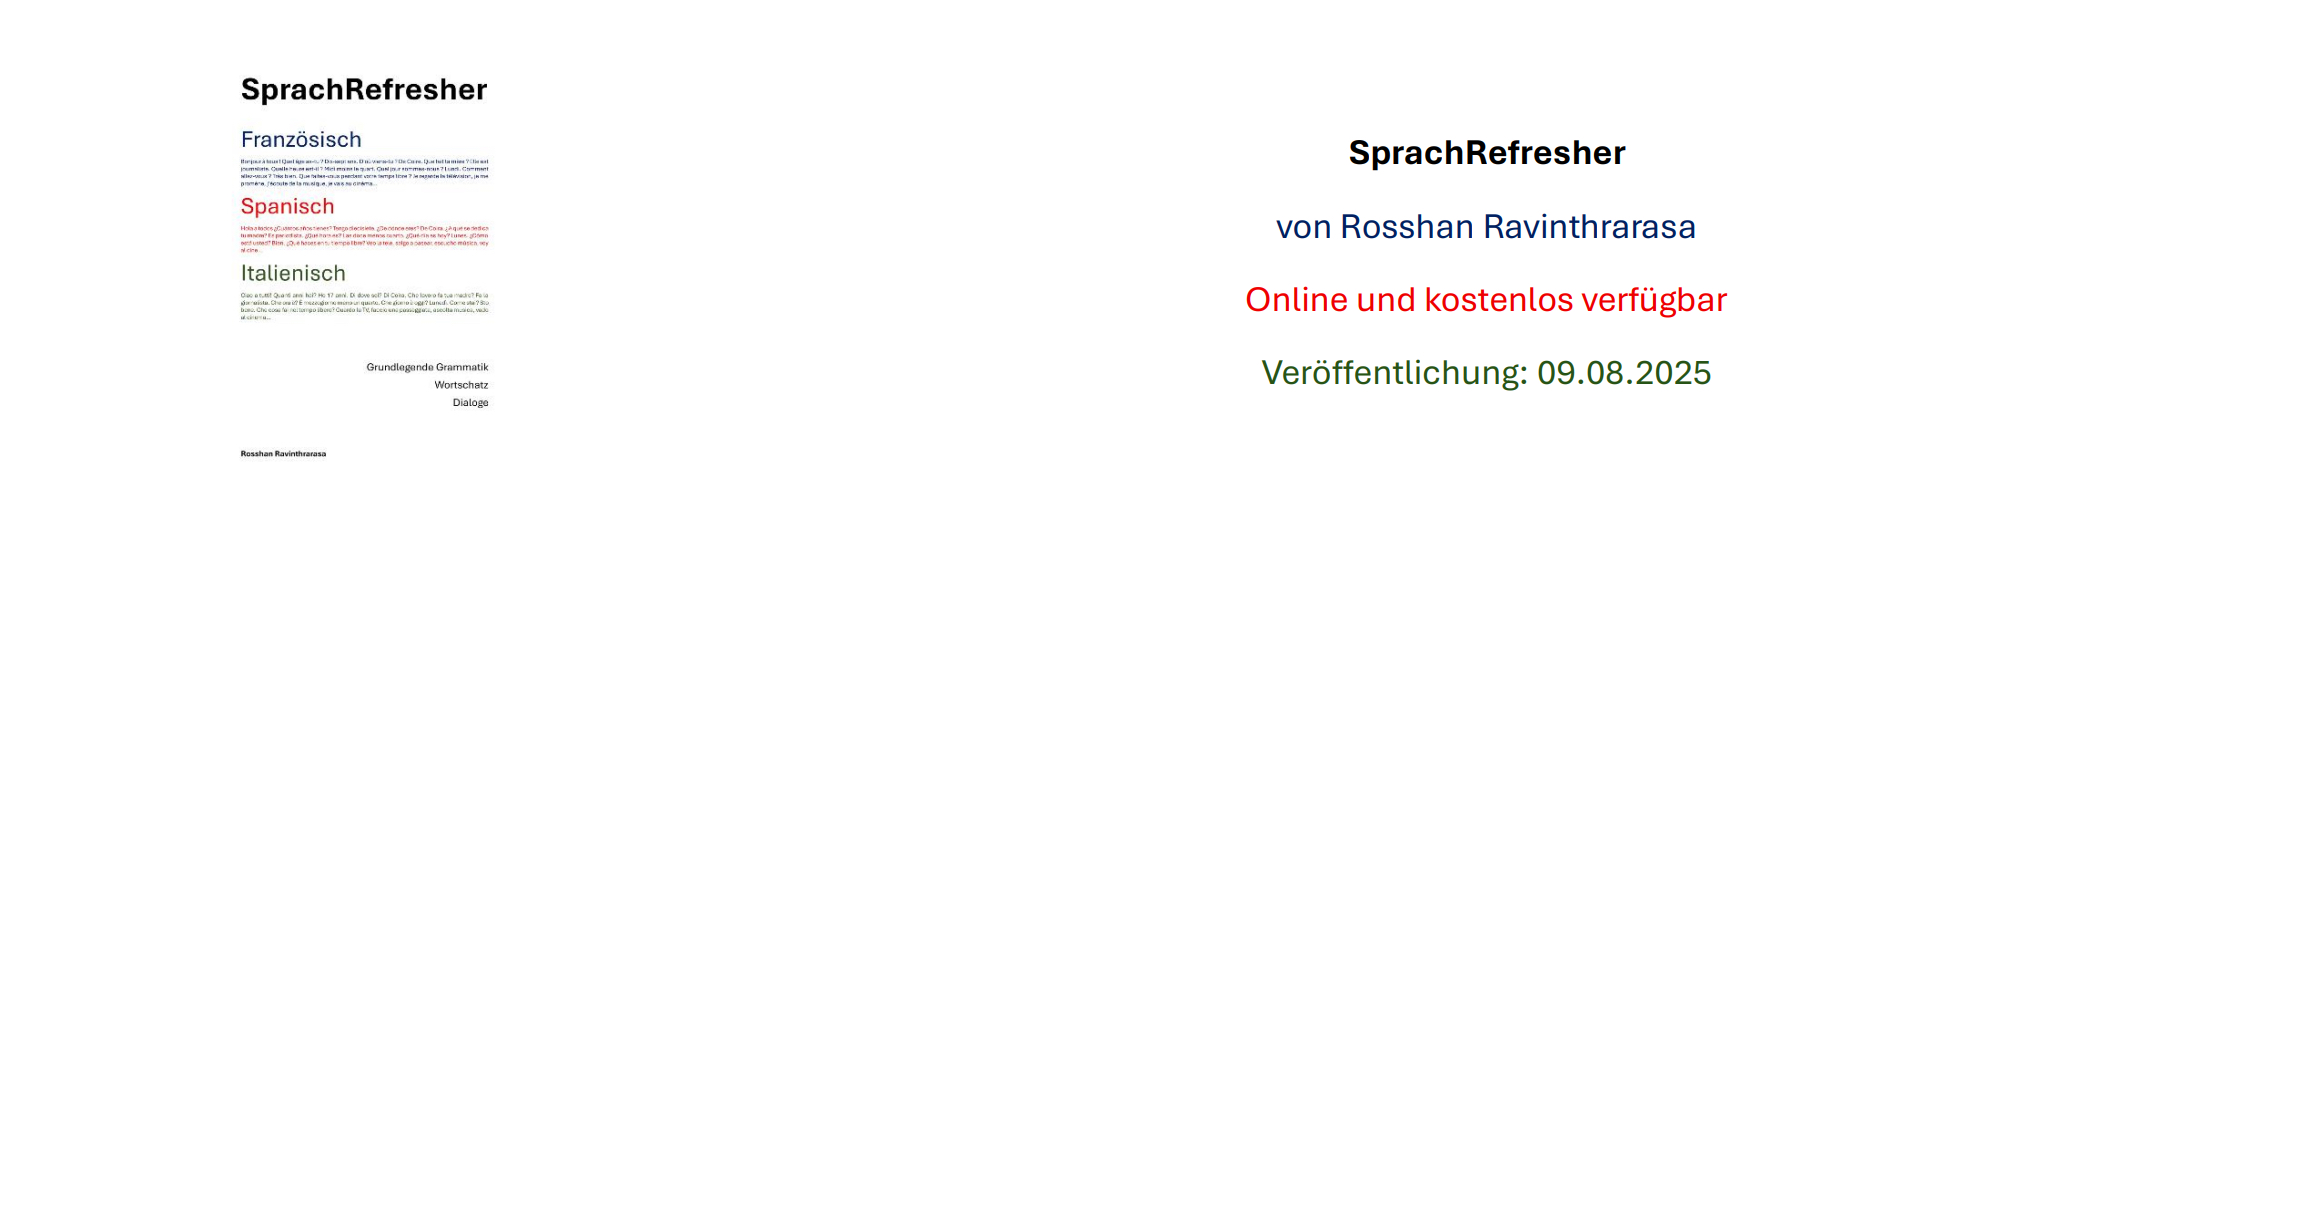 SprachRefresher
Französisch
Bonjour à tous! Quel âge as-tu ? Dix-sept ans. D'où viens-tu ? De Coire. Que fait ta mère ? Elle est
journaliste. Quelle heure est-il ? Midi moins le quart. Quel jour sommes-nous ? Lundi. Comment
allez-vous ? Très bien. Que faites-vous pendant votre temps libre ? Je regarde la télévision, je me
promène, j'écoute de la musique, je vais au cinéma...
Spanisch
Hola a todos ¿Cuántos años tienes? Tengo diecisiete. ¿De dónde eres? De Coira. ¿A qué se dedica
tu madre? Es periodista. ¿Qué hora es? Las doce menos cuarto. ¿Qué día es hoy? Lunes. ¿Cómo
está usted? Bien. ¿Qué haces en tu tiempo libre? Veo la tele, salgo a pasear, escucho música, voy
al cine...
Italienisch
Ciao a tutti! Quanti anni hai? Ho 17 anni. Di dove sei? Di Coira. Che lavoro fa tua madre? Fa la
giornalista. Che ora è? È mezzogiorno meno un quarto. Che giorno è oggi? Lunedì. Come sta? Sto
bene. Che cosa fai nel tempo libero? Guardo la TV, faccio una passeggiata, ascolto musica, vado
al cinema...
Grundlegende Grammatik
Wortschatz
Dialoge
Rosshan Ravinthrarasa
SprachRefresher
von Rosshan Ravinthrarasa
Online und kostenlos verfügbar
Veröffentlichung: 09.08.2025